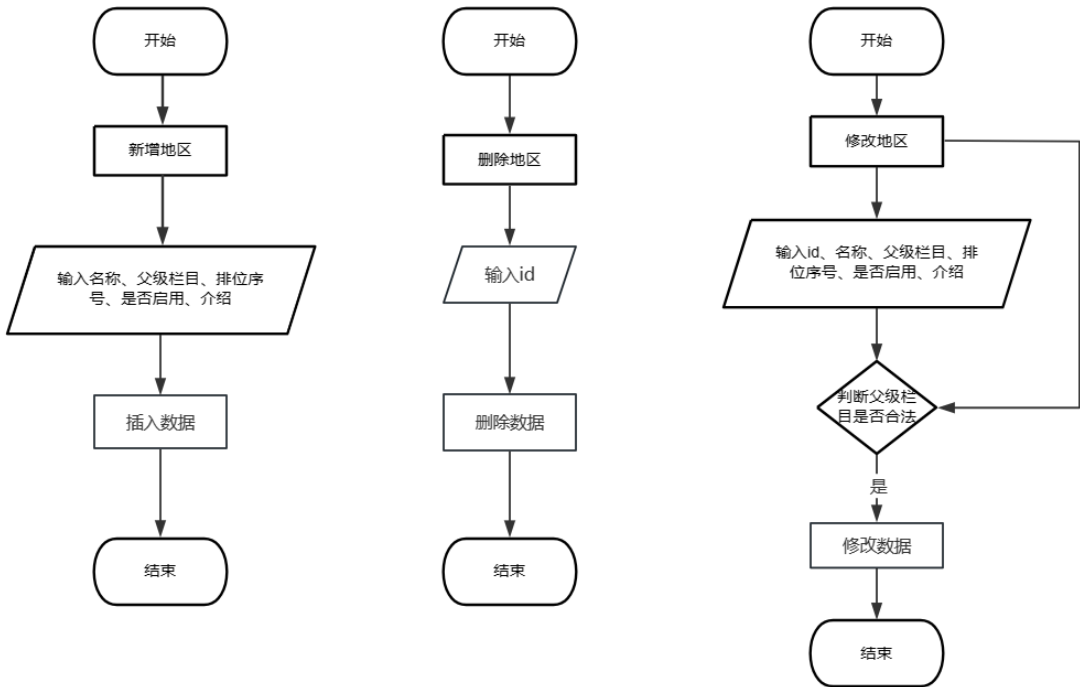 开始
新增地区
输入名称、父级栏目、排位序
号、是否启用、介绍
插入数据
结束
开始
删除地区
输入id
删除数据
结束
开始
修改地区
输入id、名称、父级栏目、排
位序号、是否启用、介绍
判断父级栏
目是否合法
是
修改数据
结束